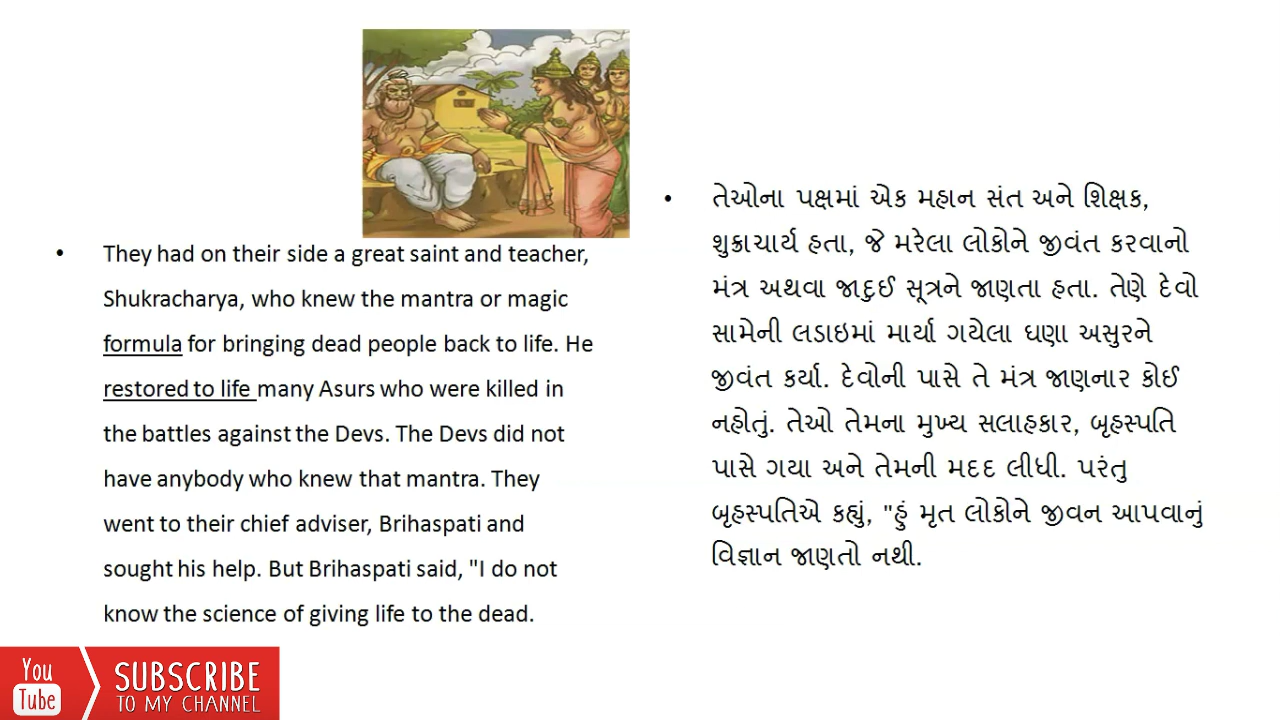 • They had on their side a great saint and teacher,
Shukracharya, who knew the mantra or magic
formula for bringing dead people back to life. He
restored to life many Asurs who were killed in
the battles against the Devs. The Devs did not
have anybody who knew that mantra. They
went to their chief adviser, Brihaspati and
sought his help. But Brihaspati said, "I do not
know the science of giving life to the dead.
• તેઓના પક્ષમાં એક મહાન સંત અને શિક્ષક,
શુક્રાચાર્ય હતા, જે મરેલા લોકોને જીવંત કરવાનો
મંત્ર અથવા જાદુઈ સૂત્રને જાણતા હતા. તેણે દેવો
સામેની લડાઇમાં માર્યા ગયેલા ઘણા અસુરને
જીવંત કર્યા. દેવોની પાસે તે મંત્ર જાણનાર કોઈ
નહોતું. તેઓ તેમના મુખ્ય સલાહકાર, બૃહસ્પતિ
પાસે ગયા અને તેમની મદદ લીધી. પરંતુ
બૃહસ્પતિએ કહ્યું, "હું મૃત લોકોને જીવન આપવાનું
વિજ્ઞાન જાણતો નથી.
You
Tube
SUBSCRIBE
TO MY CHANNEL